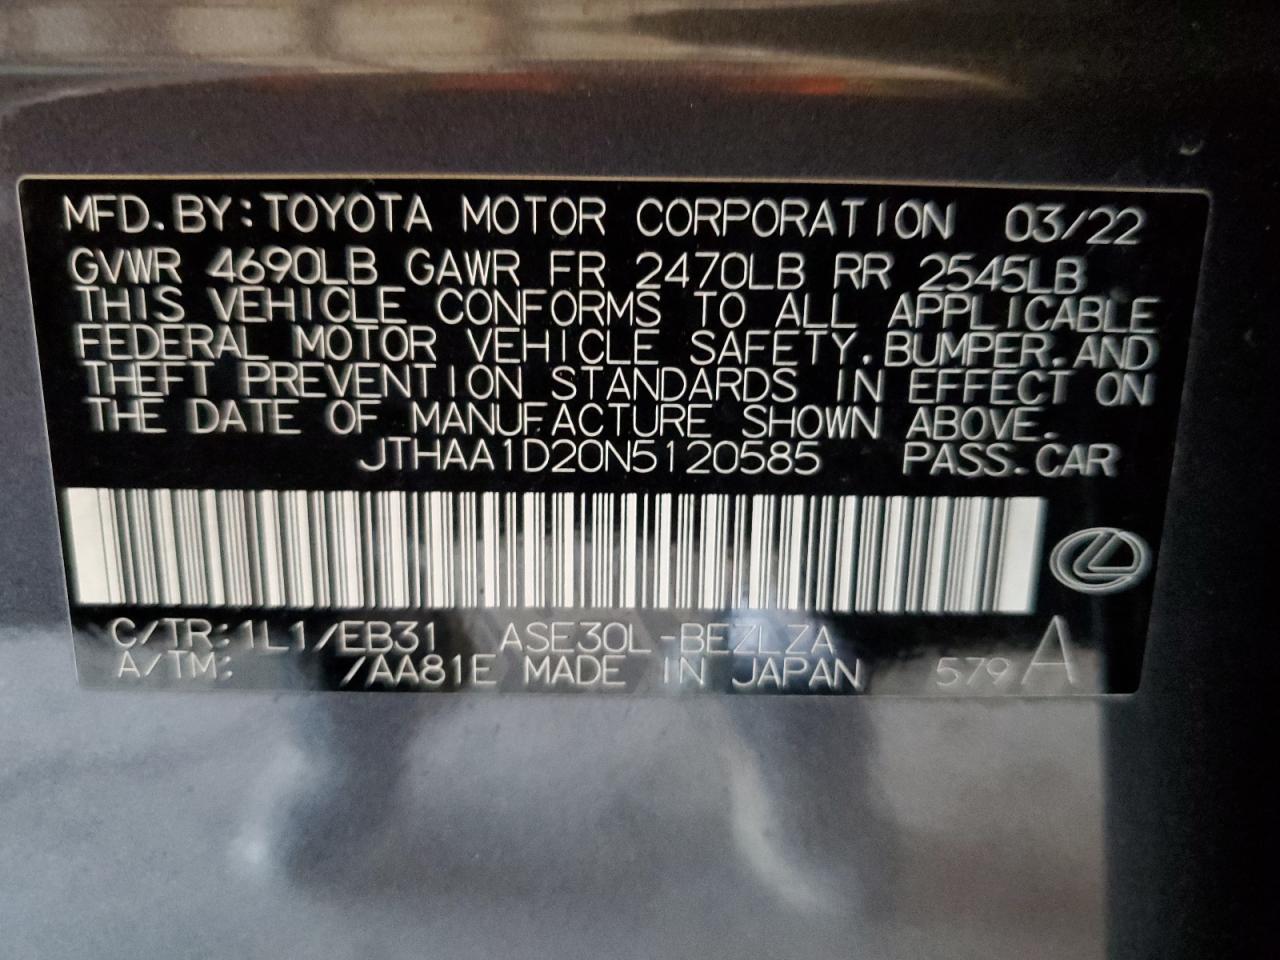 MFD.BY:TOYOTA MOTOR CORPORATION 03/22
GVWR 4690LB GAWR FR 2470LB RR 2545LB
THIS VEHICLE CONFORMS TO ALL APPLICABLE
FEDERAL MOTOR VEHICLE SAFETY,BUMPER,AND
THEFT PREVENTION STANDARDS IN EFFECT ON
THE DATE OF MANUFACTURE SHOWN ABOVE.
JTHAA1D20N5120585 PASS.CAR
C/TR:1L1/EB31 ASE30L-BEZLZA
A/TM: /AA81E MADE IN JAPAN 579 A